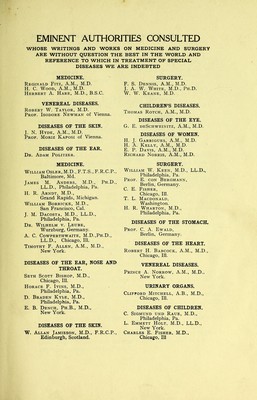 EMINENT AUTHORITIES CONSULTED
WHOSE WRITINGS AND WORKS ON MEDICINE AND SURGERY
ARE WITHOUT QUESTION THE BEST IN THE WORLD AND
REFERENCE TO WHICH IN TREATMENT OF SPECIAL
DISEASES WE ARE INDEBTED
MEDICINE.
REGINALD FITZ, A.M., M.D.
H. C. WOOD, A.M., M.D.
HERBERT A. HARE, M.D., B.S.C.
VENEREAL DISEASES.
ROBERT W. TAYLOR, M.D.
PROF. ISIDORE NEWMAN of Vienna.
DISEASES OF THE SKIN.
J. N. HYDE, A.M., M.D.
PROF. MORIS KAPOSI of Vienna.
DISEASES OF THE EAR.
DR. ADAM POLITZER.
MEDICINE.
WILLIAM OSLER, M.D., F.T.S., F.R.C.P.,
Baltimore, Md.
JAMES M. ANDERS, M.D., PH.D.,
LL.D., Philadelphia, Pa.
H. B. ARNDT, M.D.
Grand Rapids, Michigan.
WILLIAM BOERICK, M.D.,
San Francisco, Cal.
J. M. DACOSTA, M.D., LL.D.,
Philadelphia, Pa.
DR. WILHELM V. LEUBE,
Wurzburg, Germany.
A. C. COWPERTHWAITE, M.D. PH.D.,
LL.D., Chicago, Ill.
TIMOTHY F. ALLEN, A.M., M.D.,
New York.
DISEASES OF THE EAR, NOSE AND
THROAT.
SETH SCOTT BISHOP, M.D.,
Chicago, Ill.
HORACE F. IVINS, M.D.,
Philadelphia, Pa.
D. BRADEN KYLE, M.D.,
Philadelphia, Pa.
E. B. DENCH, PH.B., M.D.,
New York.
DISEASES OF THE SKIN.
W. ALLAN JAMIESON, M.D., F.R.C.P.,
Edinburgh, Scotland.
SURGERY.
F. S. DENNIS, A.M., M.D.
J. A. W. WHITE, M.D., PH.D.
W. W. KEANE, M.D.
CHILDREN'S DISEASES.
THOMAS ROTCH, A.M., M.D.
DISEASES OF THE EYE.
G. E. DESCHWEINITZ, A.M., M.D.
DISEASES OF WOMEN.
H. J. GARRIGUES, A.M., M.D.
H. A. KELLY, A.M., M.D.
E. P. DAVIS, A.M., M.D.
RICHARD NORRIS, A.M., M.D.
SURGERY.
WILLIAM W. KEEN, M.D., LL.D.,
Philadelphia, Pa.
PROF. E. VON BERGMANN,
Berlin, Germany.
C. E. FISHER,
Chicago, Ill.
T. L. MACDONALD,
Washington.
H. R. WHARTON, M.D.,
Philadelphia, Pa.
DISEASES OF THE STOMACH.
PROF. C. A. EWALD,
Berlin, Germany.
DISEASES OF THE HEART.
ROBERT H. BABCOCK, A.M., M.D.,
Chicago, Ill.
VENEREAL DISEASES.
PRINCE A. NORROW, A.M., M.D.,
New York.
URINARY ORGANS.
CLIFFORD MITCHELL, A.B., M.D.,
Chicago, Ill.
DISEASES OF CHILDREN.
C. SIGMUND UND RAUE, M.D.,
Philadelphia, Pa.
L. EMMETT HOLT, M.D., LL.D.,
New York.
CHARLES E. FISHER, M.D.,
Chicago, Ill